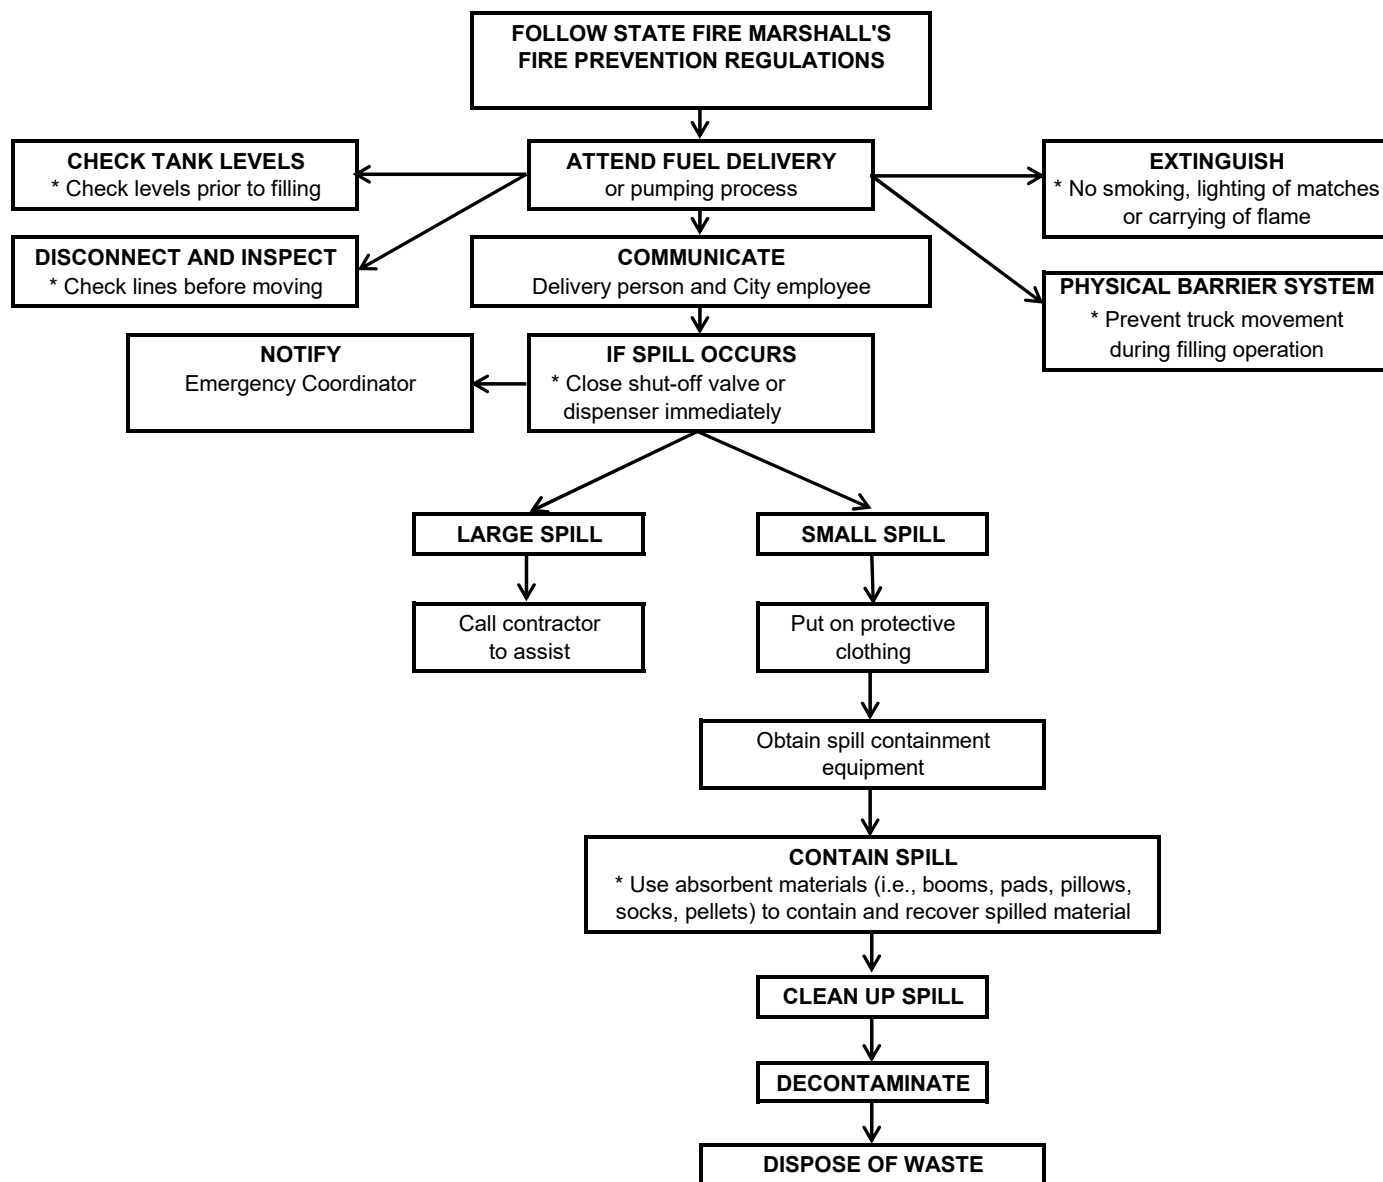 FOLLOW STATE FIRE MARSHALL'S
FIRE PREVENTION REGULATIONS
CHECK TANK LEVELS
* Check levels prior to filling
ATTEND FUEL DELIVERY
or pumping process
EXTINGUISH
* No smoking, lighting of matches
or carrying of flame
DISCONNECT AND INSPECT
* Check lines before moving
COMMUNICATE
Delivery person and City employee
PHYSICAL BARRIER SYSTEM
* Prevent truck movement
during filling operation
NOTIFY
Emergency Coordinator
IF SPILL OCCURS
* Close shut-off valve or
dispenser immediately
LARGE SPILL
SMALL SPILL
Call contractor
to assist
Put on protective
clothing
Obtain spill containment
equipment
CONTAIN SPILL
* Use absorbent materials (i.e., booms, pads, pillows,
socks, pellets) to contain and recover spilled material
CLEAN UP SPILL
DECONTAMINATE
DISPOSE OF WASTE